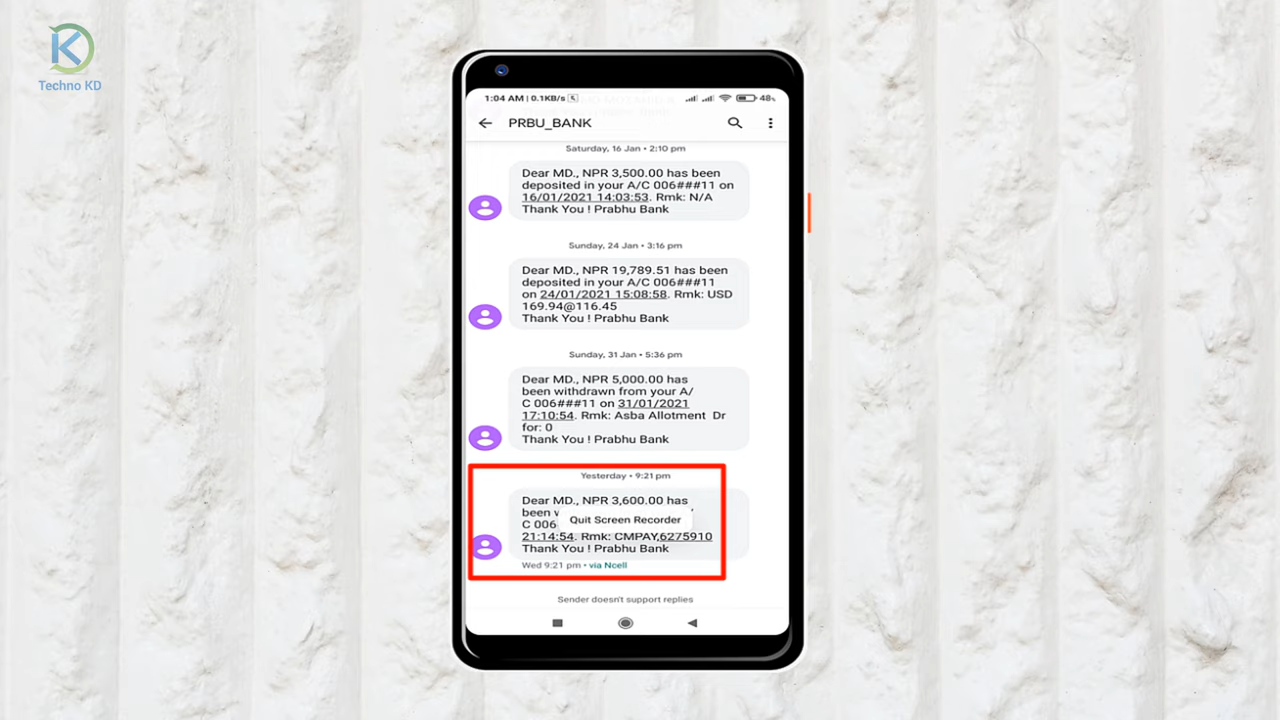 Techno KD
1:04 AM | 0.1KB/s
48%
PRBU_BANK
Saturday, 16 Jan • 2:10 pm
Dear MD., NPR 3,500.00 has been
deposited in your A/C 006###11 on
16/01/2021 14:03:53. Rmk: N/A
Thank You ! Prabhu Bank
Sunday, 24 Jan • 3:16 pm
Dear MD., NPR 19,789.51 has been
deposited in your A/C 006###11
on 24/01/2021 15:08:58. Rmk: USD
169.94@116.45
Thank You ! Prabhu Bank
Sunday, 31 Jan • 5:36 pm
Dear MD., NPR 5,000.00 has
been withdrawn from your A/
C 006###11 on 31/01/2021
17:10:54. Rmk: Asba Allotment Dr
for: 0
Thank You ! Prabhu Bank
Yesterday • 9:21 pm
Dear MD., NPR 3,600.00 has
been
C 006
Quit Screen Recorder
21:14:54. Rmk: CMPAY,6275910
Thank You ! Prabhu Bank
Wed 9:21 pm • via Ncell
Sender doesn't support replies